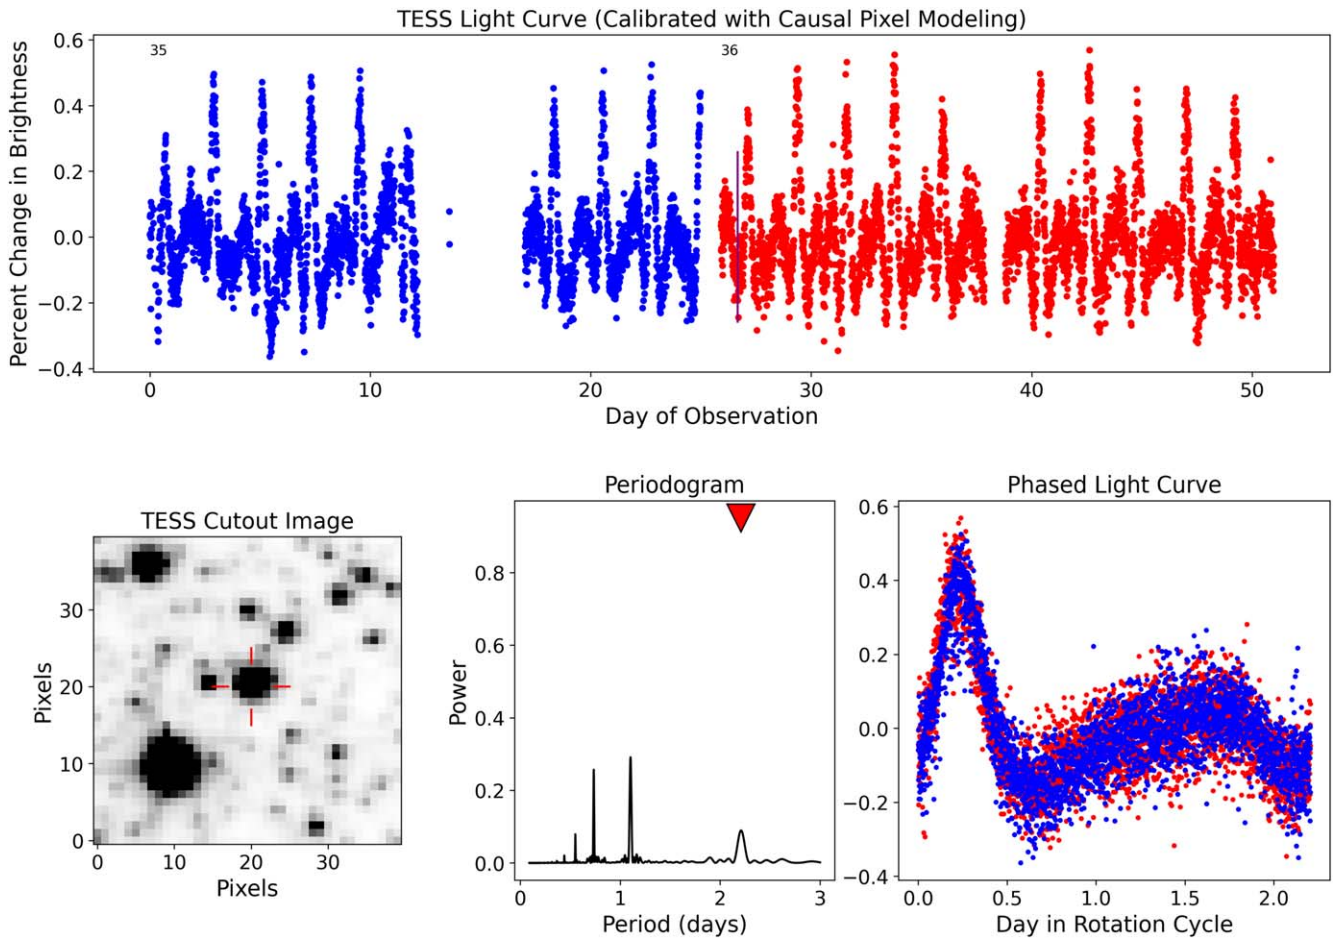 TESS Light Curve (Calibrated with Causal Pixel Modeling)
Percent Change in Brightness
0.6
0.4
0.2
0.0
−0.2
−0.4
35
36
0 10 20 30 40 50
Day of Observation
TESS Cutout Image
Pixels
30
20
10
0
0 10 20 30
Pixels
Periodogram
Power
0.8
0.6
0.4
0.2
0.0
0 1 2 3
Period (days)
Phased Light Curve
0.6
0.4
0.2
0.0
−0.2
−0.4
0.0 0.5 1.0 1.5 2.0
Day in Rotation Cycle